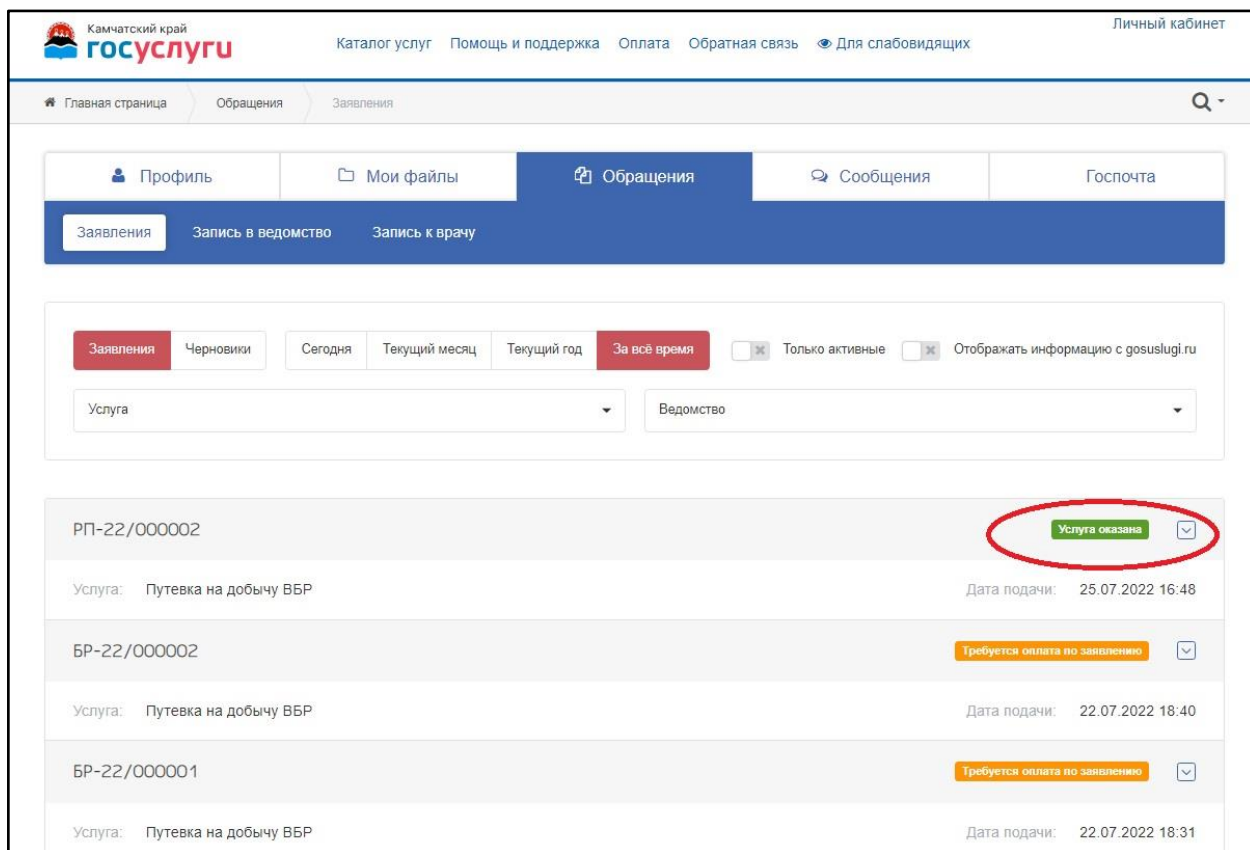 Камчатский край
госуслуги
Личный кабинет
Каталог услуг Помощь и поддержка Оплата Обратная связь Для слабовидящих
Главная страница Обращения Заявления
Профиль Мои файлы Обращения Сообщения Госпочта
Заявления Запись в ведомство Запись к врачу
Заявления Черновики Сегодня Текущий месяц Текущий год За всё время Только активные Отображать информацию с gosuslugi.ru
Услуга Ведомство
РП-22/000002 Услуга оказана
Услуга: Путевка на добычу ВБР Дата подачи: 25.07.2022 16:48
БР-22/000002 Требуется оплата по заявлению
Услуга: Путевка на добычу ВБР Дата подачи: 22.07.2022 18:40
БР-22/000001 Требуется оплата по заявлению
Услуга: Путевка на добычу ВБР Дата подачи: 22.07.2022 18:31